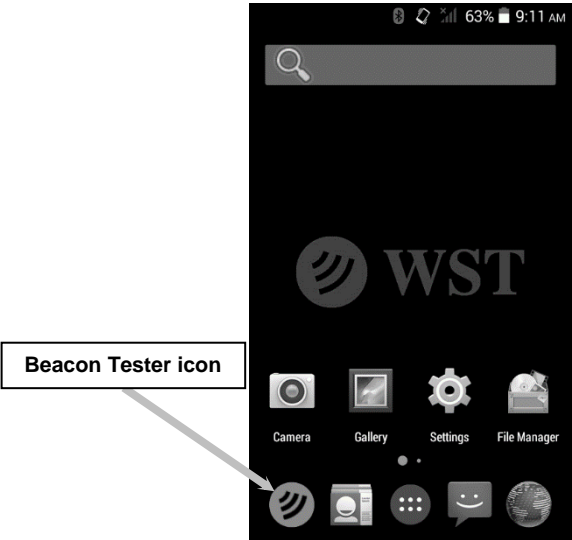 63% 9:11 AM
WST
Beacon Tester icon
Camera Gallery Settings File Manager